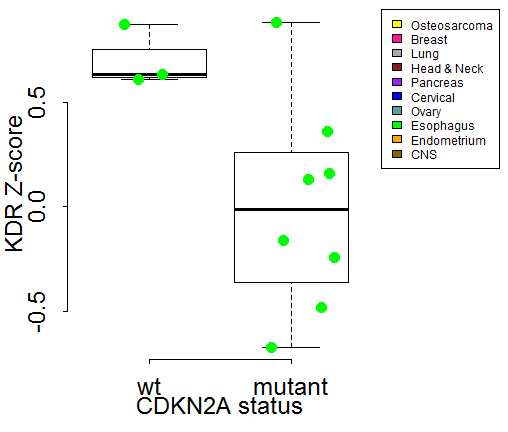 Osteosarcoma
Breast
Lung
Head & Neck
Pancreas
Cervical
Ovary
Esophagus
Endometrium
CNS
KDR Z-score
0.5
0.0
-0.5
wt mutant
CDKN2A status